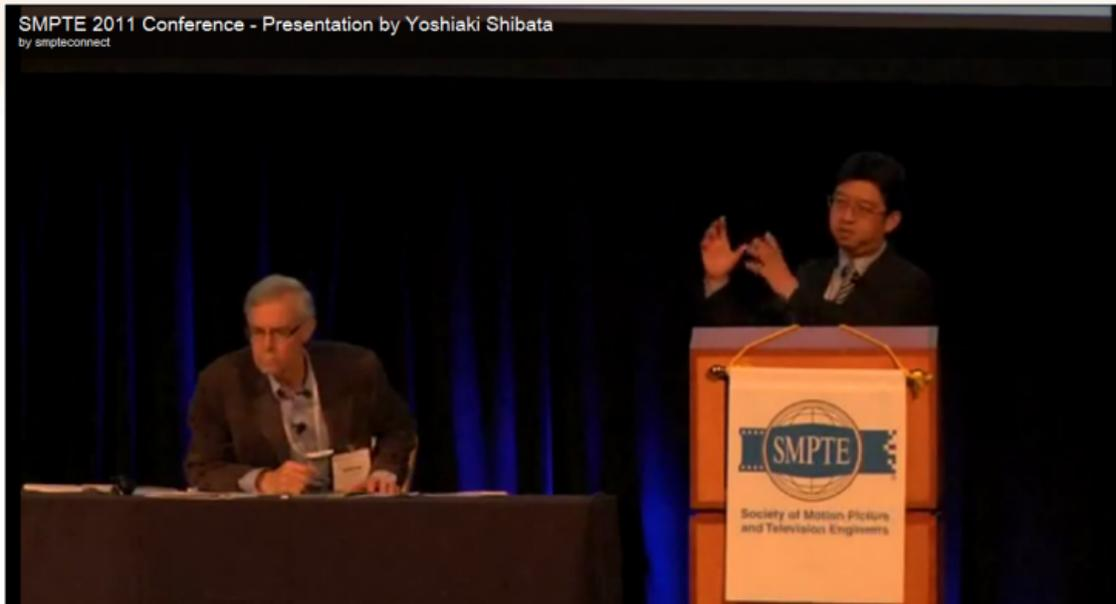 SMPTE 2011 Conference - Presentation by Yoshiaki Shibata
by smpteconnect
SMPTE
Society of Motion Picture
and Television Engineers